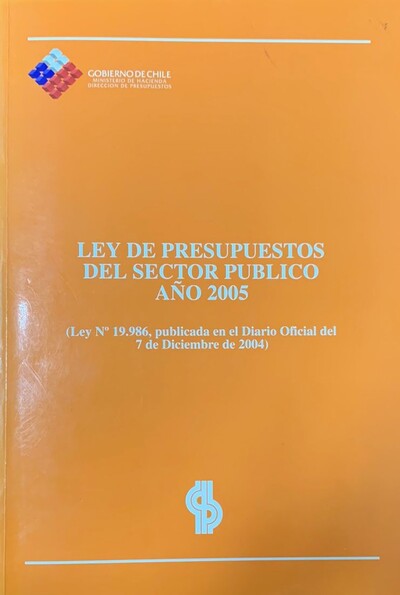 GOBIERNO DE CHILE
MINISTERIO DE HACIENDA
DIRECCION DE PRESUPUESTOS
LEY DE PRESUPUESTOS
DEL SECTOR PUBLICO
AÑO 2005
(Ley Nº 19.986, publicada en el Diario Oficial del
7 de Diciembre de 2004)